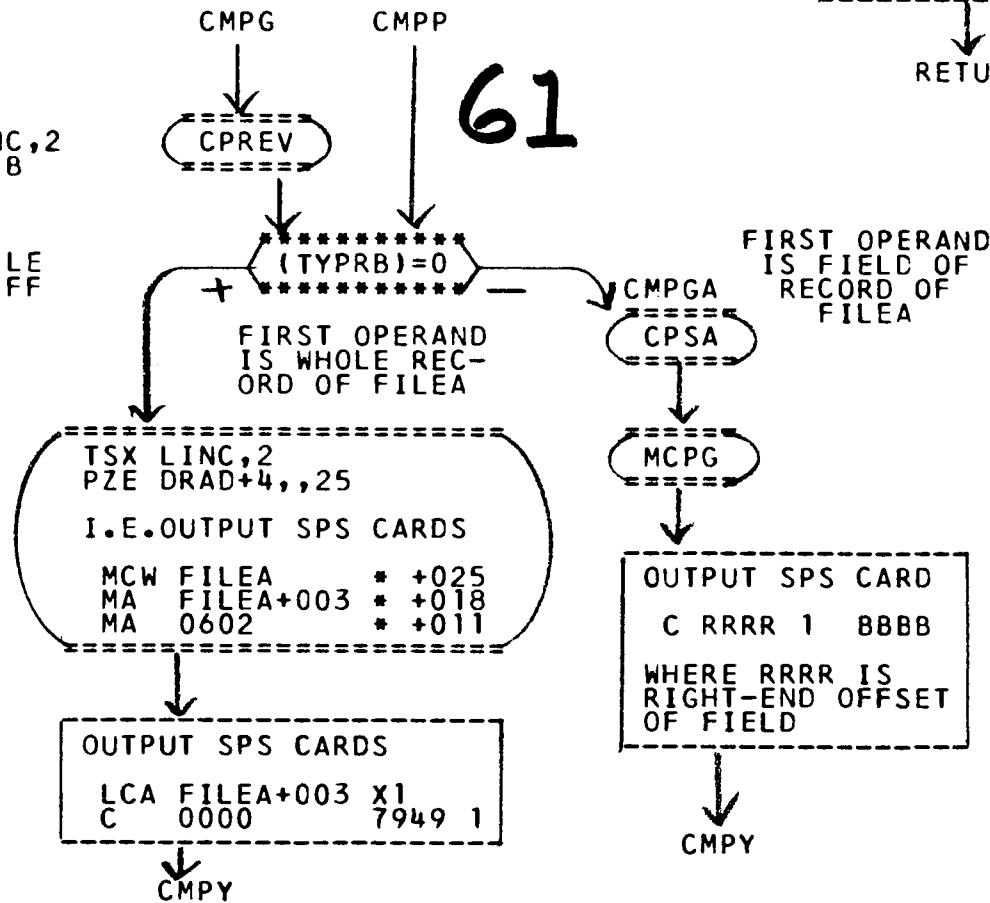 CMPG CMPP
61
RETU
CPREV
C,2
B
(TYPRB)=0
LE
FF
+ —
FIRST OPERAND
IS FIELD OF
RECORD OF
FILEA
CMPGA
CPSA
FIRST OPERAND
IS WHOLE REC-
ORD OF FILEA
MCPG
TSX LINC,2
PZE DRAD+4,,25
I.E.OUTPUT SPS CARDS
MCW FILEA * +025
MA FILEA+003 * +018
MA 0602 * +011
OUTPUT SPS CARD
C RRRR 1 BBBB
WHERE RRRR IS
RIGHT-END OFFSET
OF FIELD
OUTPUT SPS CARDS
LCA FILEA+003 X1
C 0000 7949 1
CMPY
CMPY